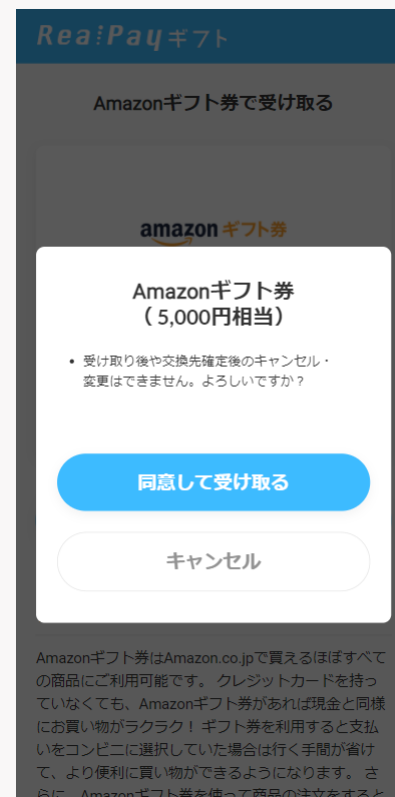 RealPayギフト
Amazonギフト券で受け取る
amazon ギフト券
Amazonギフト券
（5,000円相当）
• 受け取り後や交換先確定後のキャンセル・
変更はできません。よろしいですか？
同意して受け取る
キャンセル
Amazonギフト券はAmazon.co.jpで買えるほぼすべて
の商品にご利用可能です。 クレジットカードを持っ
ていなくても、Amazonギフト券があれば現金と同様
にお買い物がラクラク！ ギフト券を利用すると支払
いをコンビニに選択していた場合は行く手間が省け
て、より便利に買い物ができるようになります。 さ
らに、Amazonギフト券を使って商品の注文をすると